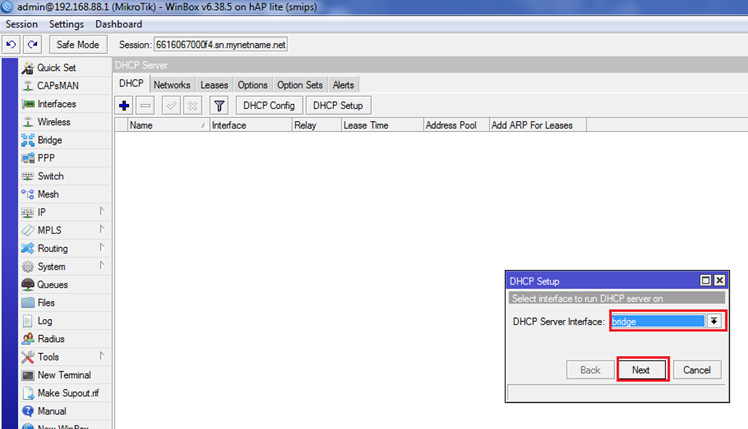 admin@192.168.88.1 (MikroTik) - WinBox v6.38.5 on hAP lite (smips)
Session Settings Dashboard
Safe Mode Session: 6616067000f4.sn.mynetname.net
Quick Set
CAPsMAN
Interfaces
Wireless
Bridge
PPP
Switch
Mesh
IP
MPLS
Routing
System
Queues
Files
Log
Radius
Tools
New Terminal
Make Supout.rif
Manual
New WinBox
DHCP Server
DHCP Networks Leases Options Option Sets Alerts
DHCP Config DHCP Setup
Name / Interface Relay Lease Time Address Pool Add ARP For Leases
DHCP Setup
Select interface to run DHCP server on
DHCP Server Interface: bridge
Back Next Cancel